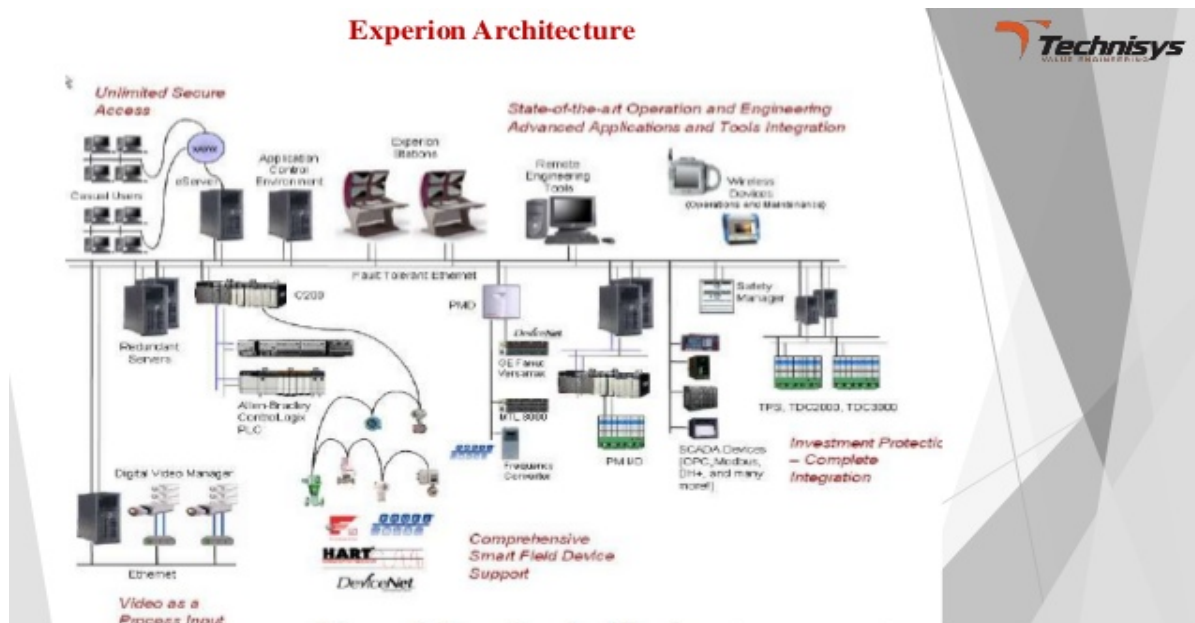 Experion Architecture
Technisys
VALUE ENGINEERING
Unlimited Secure
Access
State-of-the-art Operation and Engineering
Advanced Applications and Tools Integration
Experion
Stations
Application
Control
Environment
Remote
Engineering
Tools
Wireless
Devices
(Operations and Maintenance)
eServer
Casual Users
Fault Tolerant Ethernet
C200
PMD
Safety
Manager
Redundant
Servers
DeviceNet
GE Fanuc
Versamax
Allen-Bradley
ControlLogix
PLC
MTL 8000
TPS, TDC2000, TDC3000
Frequency
Converter
PM I/O
SCADA Devices
(OPC, Modbus,
DH+, and many
more!)
Investment Protectio
– Complete
Integration
Digital Video Manager
HART
Comprehensive
Smart Field Device
Support
DeviceNet
Ethernet
Video as a
Process Input